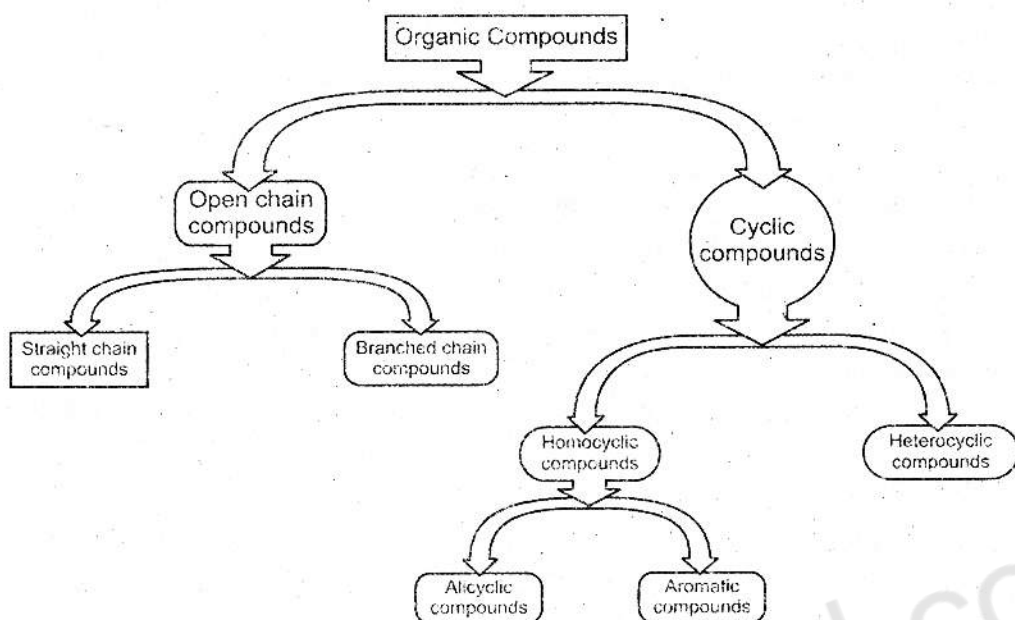 Organic Compounds
Open chain
compounds
Cyclic
compounds
Straight chain
compounds
Branched chain
compounds
Homocyclic
compounds
Heterocyclic
compounds
Alicyclic
compounds
Aromatic
compounds